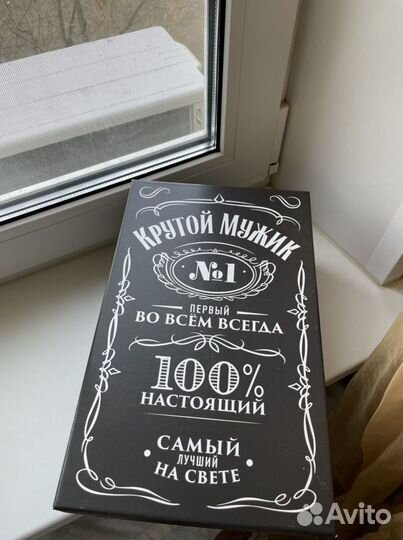 КРУТОЙ МУЖИК
№1
ПЕРВЫЙ
ВО ВСЁМ ВСЕГДА
100%
НАСТОЯЩИЙ
САМЫЙ
ЛУЧШИЙ
НА СВЕТЕ
Avito